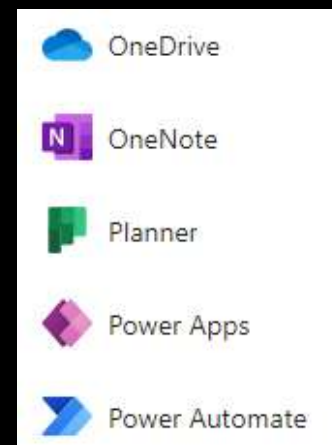 OneDrive
N OneNote
Planner
Power Apps
Power Automate